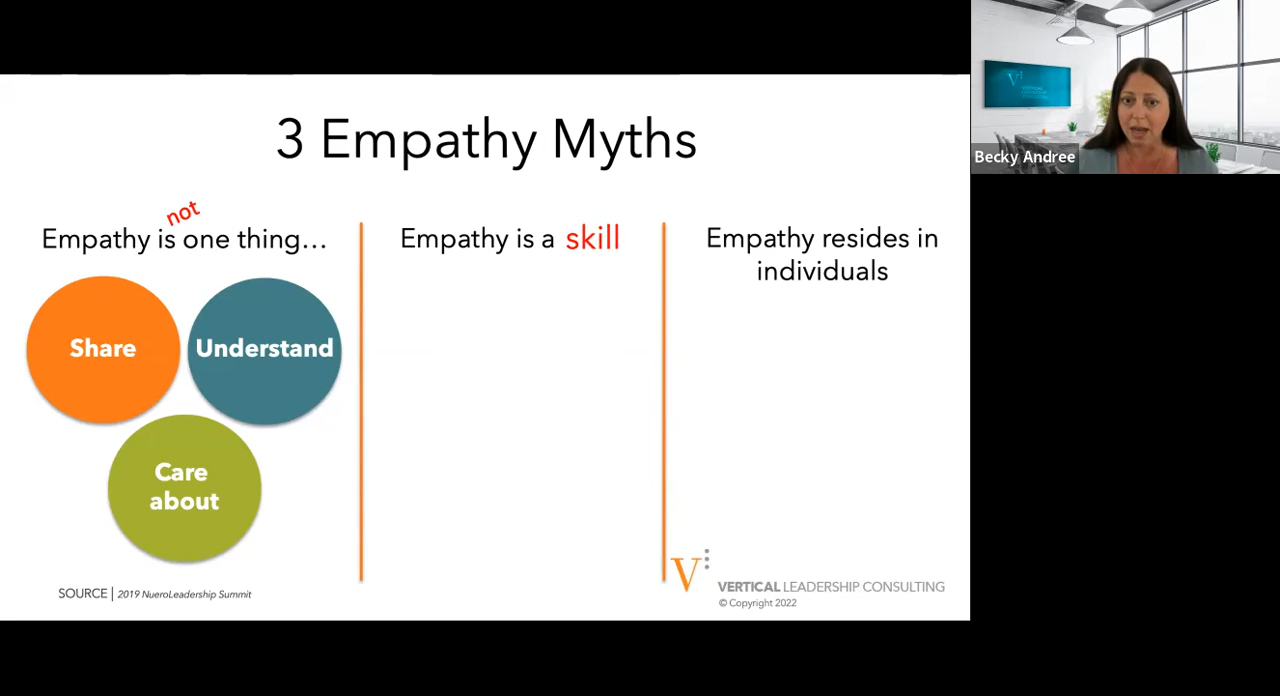 3 Empathy Myths
Becky Andree
not
Empathy is one thing…
Empathy is a skill
Empathy resides in
individuals
Share
Understand
Care
about
SOURCE | 2019 NueroLeadership Summit
V
VERTICAL LEADERSHIP CONSULTING
© Copyright 2022